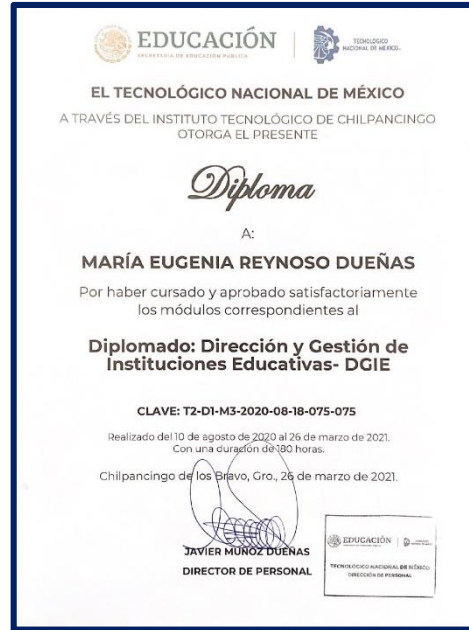 EDUCACIÓN
SECRETARÍA DE EDUCACIÓN PÚBLICA
TECNOLÓGICO
NACIONAL DE MÉXICO
EL TECNOLÓGICO NACIONAL DE MÉXICO
A TRAVÉS DEL INSTITUTO TECNOLÓGICO DE CHILPANCINGO
OTORGA EL PRESENTE
Diploma
A:
MARÍA EUGENIA REYNOSO DUEÑAS
Por haber cursado y aprobado satisfactoriamente
los módulos correspondientes al
Diplomado: Dirección y Gestión de
Instituciones Educativas- DGIE
CLAVE: T2-D1-M3-2020-08-18-075-075
Realizado del 10 de agosto de 2020 al 26 de marzo de 2021.
Con una duración de 180 horas.
Chilpancingo de los Bravo, Gro., 26 de marzo de 2021.
JAVIER MUÑOZ DUEÑAS
DIRECTOR DE PERSONAL
EDUCACIÓN
TECNOLÓGICO NACIONAL DE MÉXICO
DIRECCIÓN DE PERSONAL